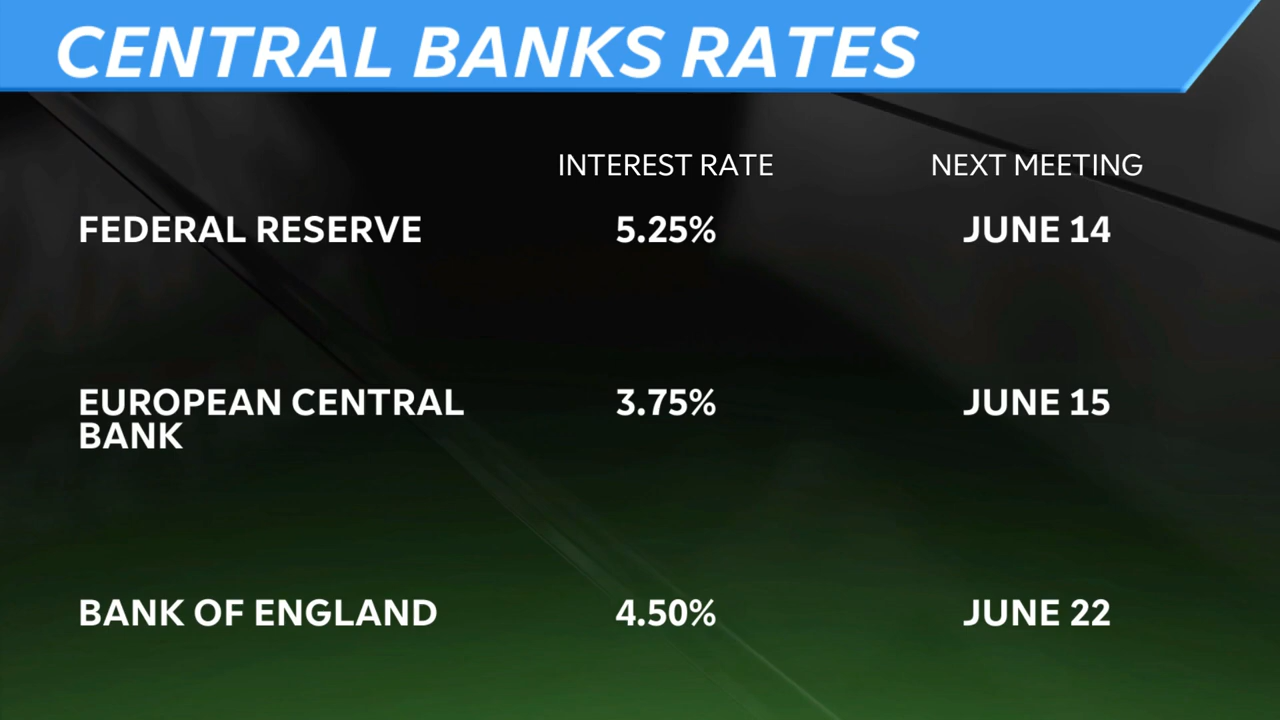 CENTRAL BANKS RATES
INTEREST RATE NEXT MEETING
FEDERAL RESERVE 5.25% JUNE 14
EUROPEAN CENTRAL 3.75% JUNE 15
BANK
BANK OF ENGLAND 4.50% JUNE 22